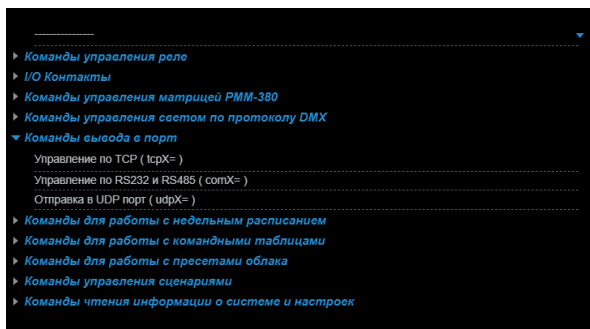 ----------------
Команды управления реле
I/O Контакты
Команды управления матрицей РММ-380
Команды управления светом по протоколу DMX
Команды вывода в порт
Управление по TCP ( tcpX= )
Управление по RS232 и RS485 ( comX= )
Отправка в UDP порт ( udpX= )
Команды для работы с недельным расписанием
Команды для работы с командными таблицами
Команды для работы с пресетами облака
Команды управления сценариями
Команды чтения информации о системе и настроек